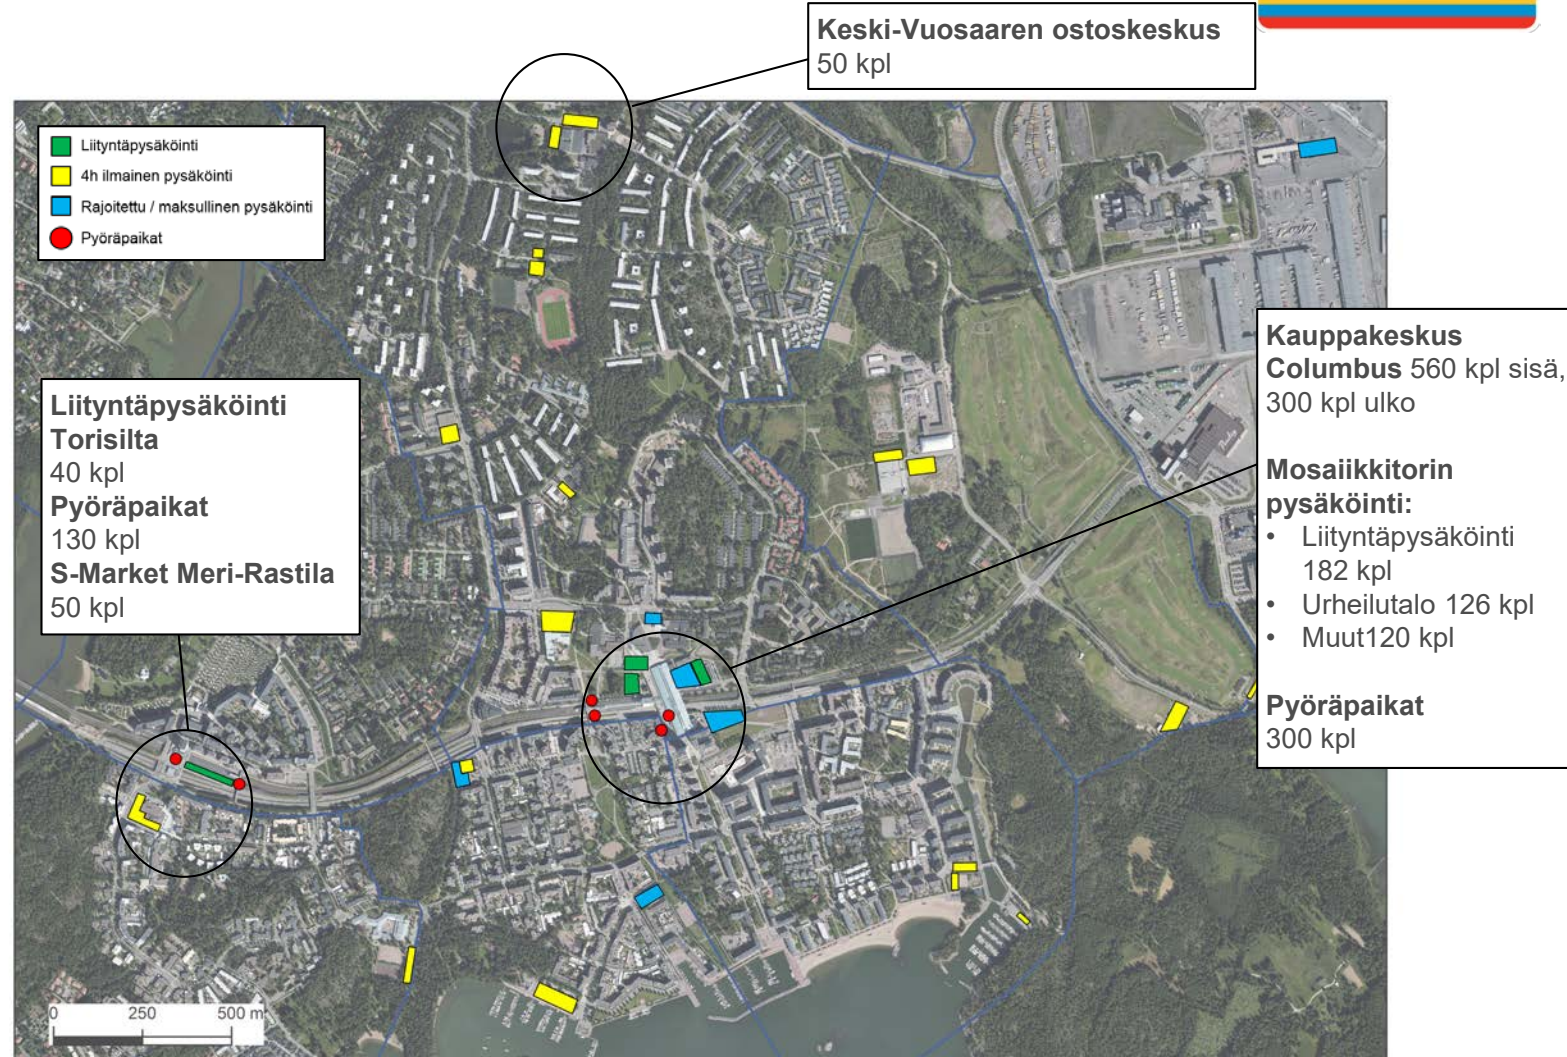 Keski-Vuosaaren ostoskeskus
50 kpl
Liityntäpysäköinti
4h ilmainen pysäköinti
Rajoitettu / maksullinen pysäköinti
Pyöräpaikat
Liityntäpysäköinti
Torisilta
40 kpl
Pyöräpaikat
130 kpl
S-Market Meri-Rastila
50 kpl
Kauppakeskus
Columbus 560 kpl sisä,
300 kpl ulko
Mosaiikkitorin
pysäköinti:
• Liityntäpysäköinti
182 kpl
• Urheilutalo 126 kpl
• Muut120 kpl
Pyöräpaikat
300 kpl
0 250 500 m